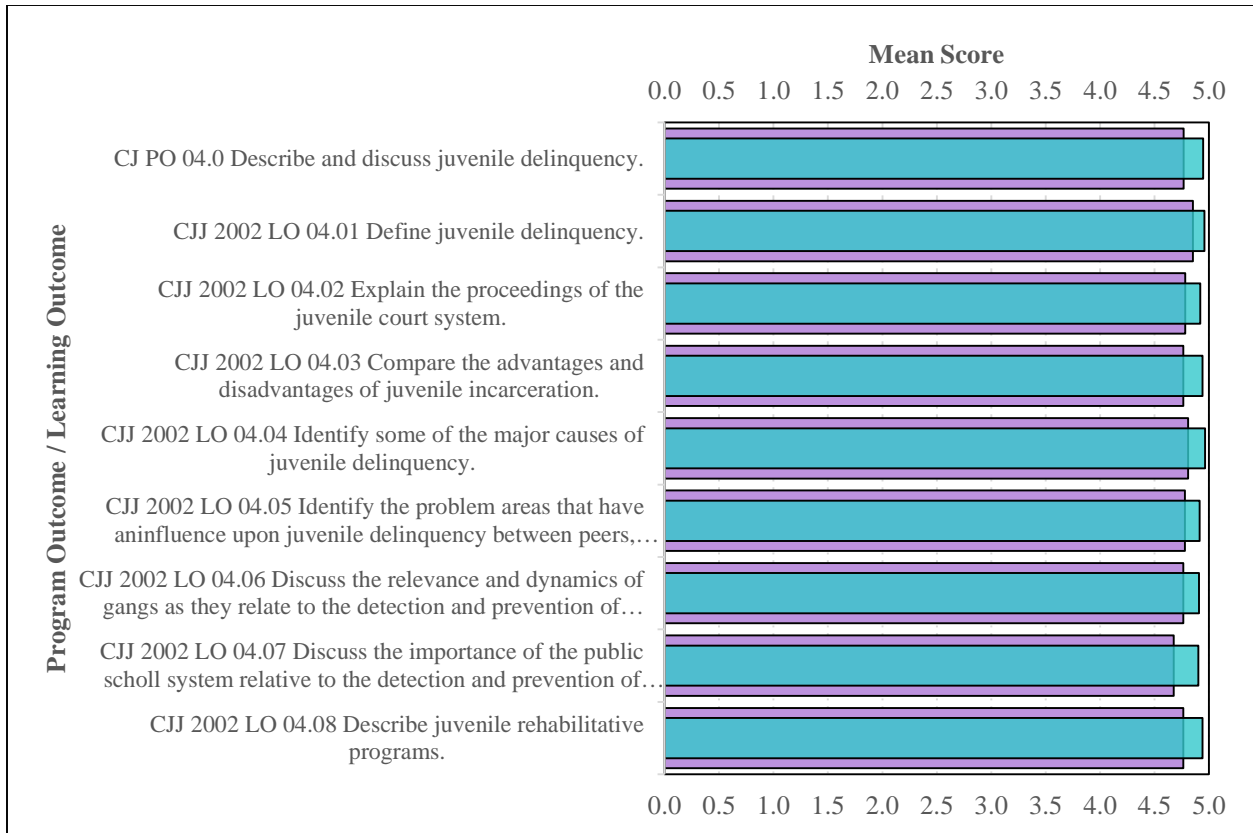 Mean Score
0.0 0.5 1.0 1.5 2.0 2.5 3.0 3.5 4.0 4.5 5.0
Program Outcome / Learning Outcome
CJ PO 04.0 Describe and discuss juvenile delinquency.
CJJ 2002 LO 04.01 Define juvenile delinquency.
CJJ 2002 LO 04.02 Explain the proceedings of the
juvenile court system.
CJJ 2002 LO 04.03 Compare the advantages and
disadvantages of juvenile incarceration.
CJJ 2002 LO 04.04 Identify some of the major causes of
juvenile delinquency.
CJJ 2002 LO 04.05 Identify the problem areas that have
aninfluence upon juvenile delinquency between peers,…
CJJ 2002 LO 04.06 Discuss the relevance and dynamics of
gangs as they relate to the detection and prevention of…
CJJ 2002 LO 04.07 Discuss the importance of the public
scholl system relative to the detection and prevention of…
CJJ 2002 LO 04.08 Describe juvenile rehabilitative
programs.
0.0 0.5 1.0 1.5 2.0 2.5 3.0 3.5 4.0 4.5 5.0